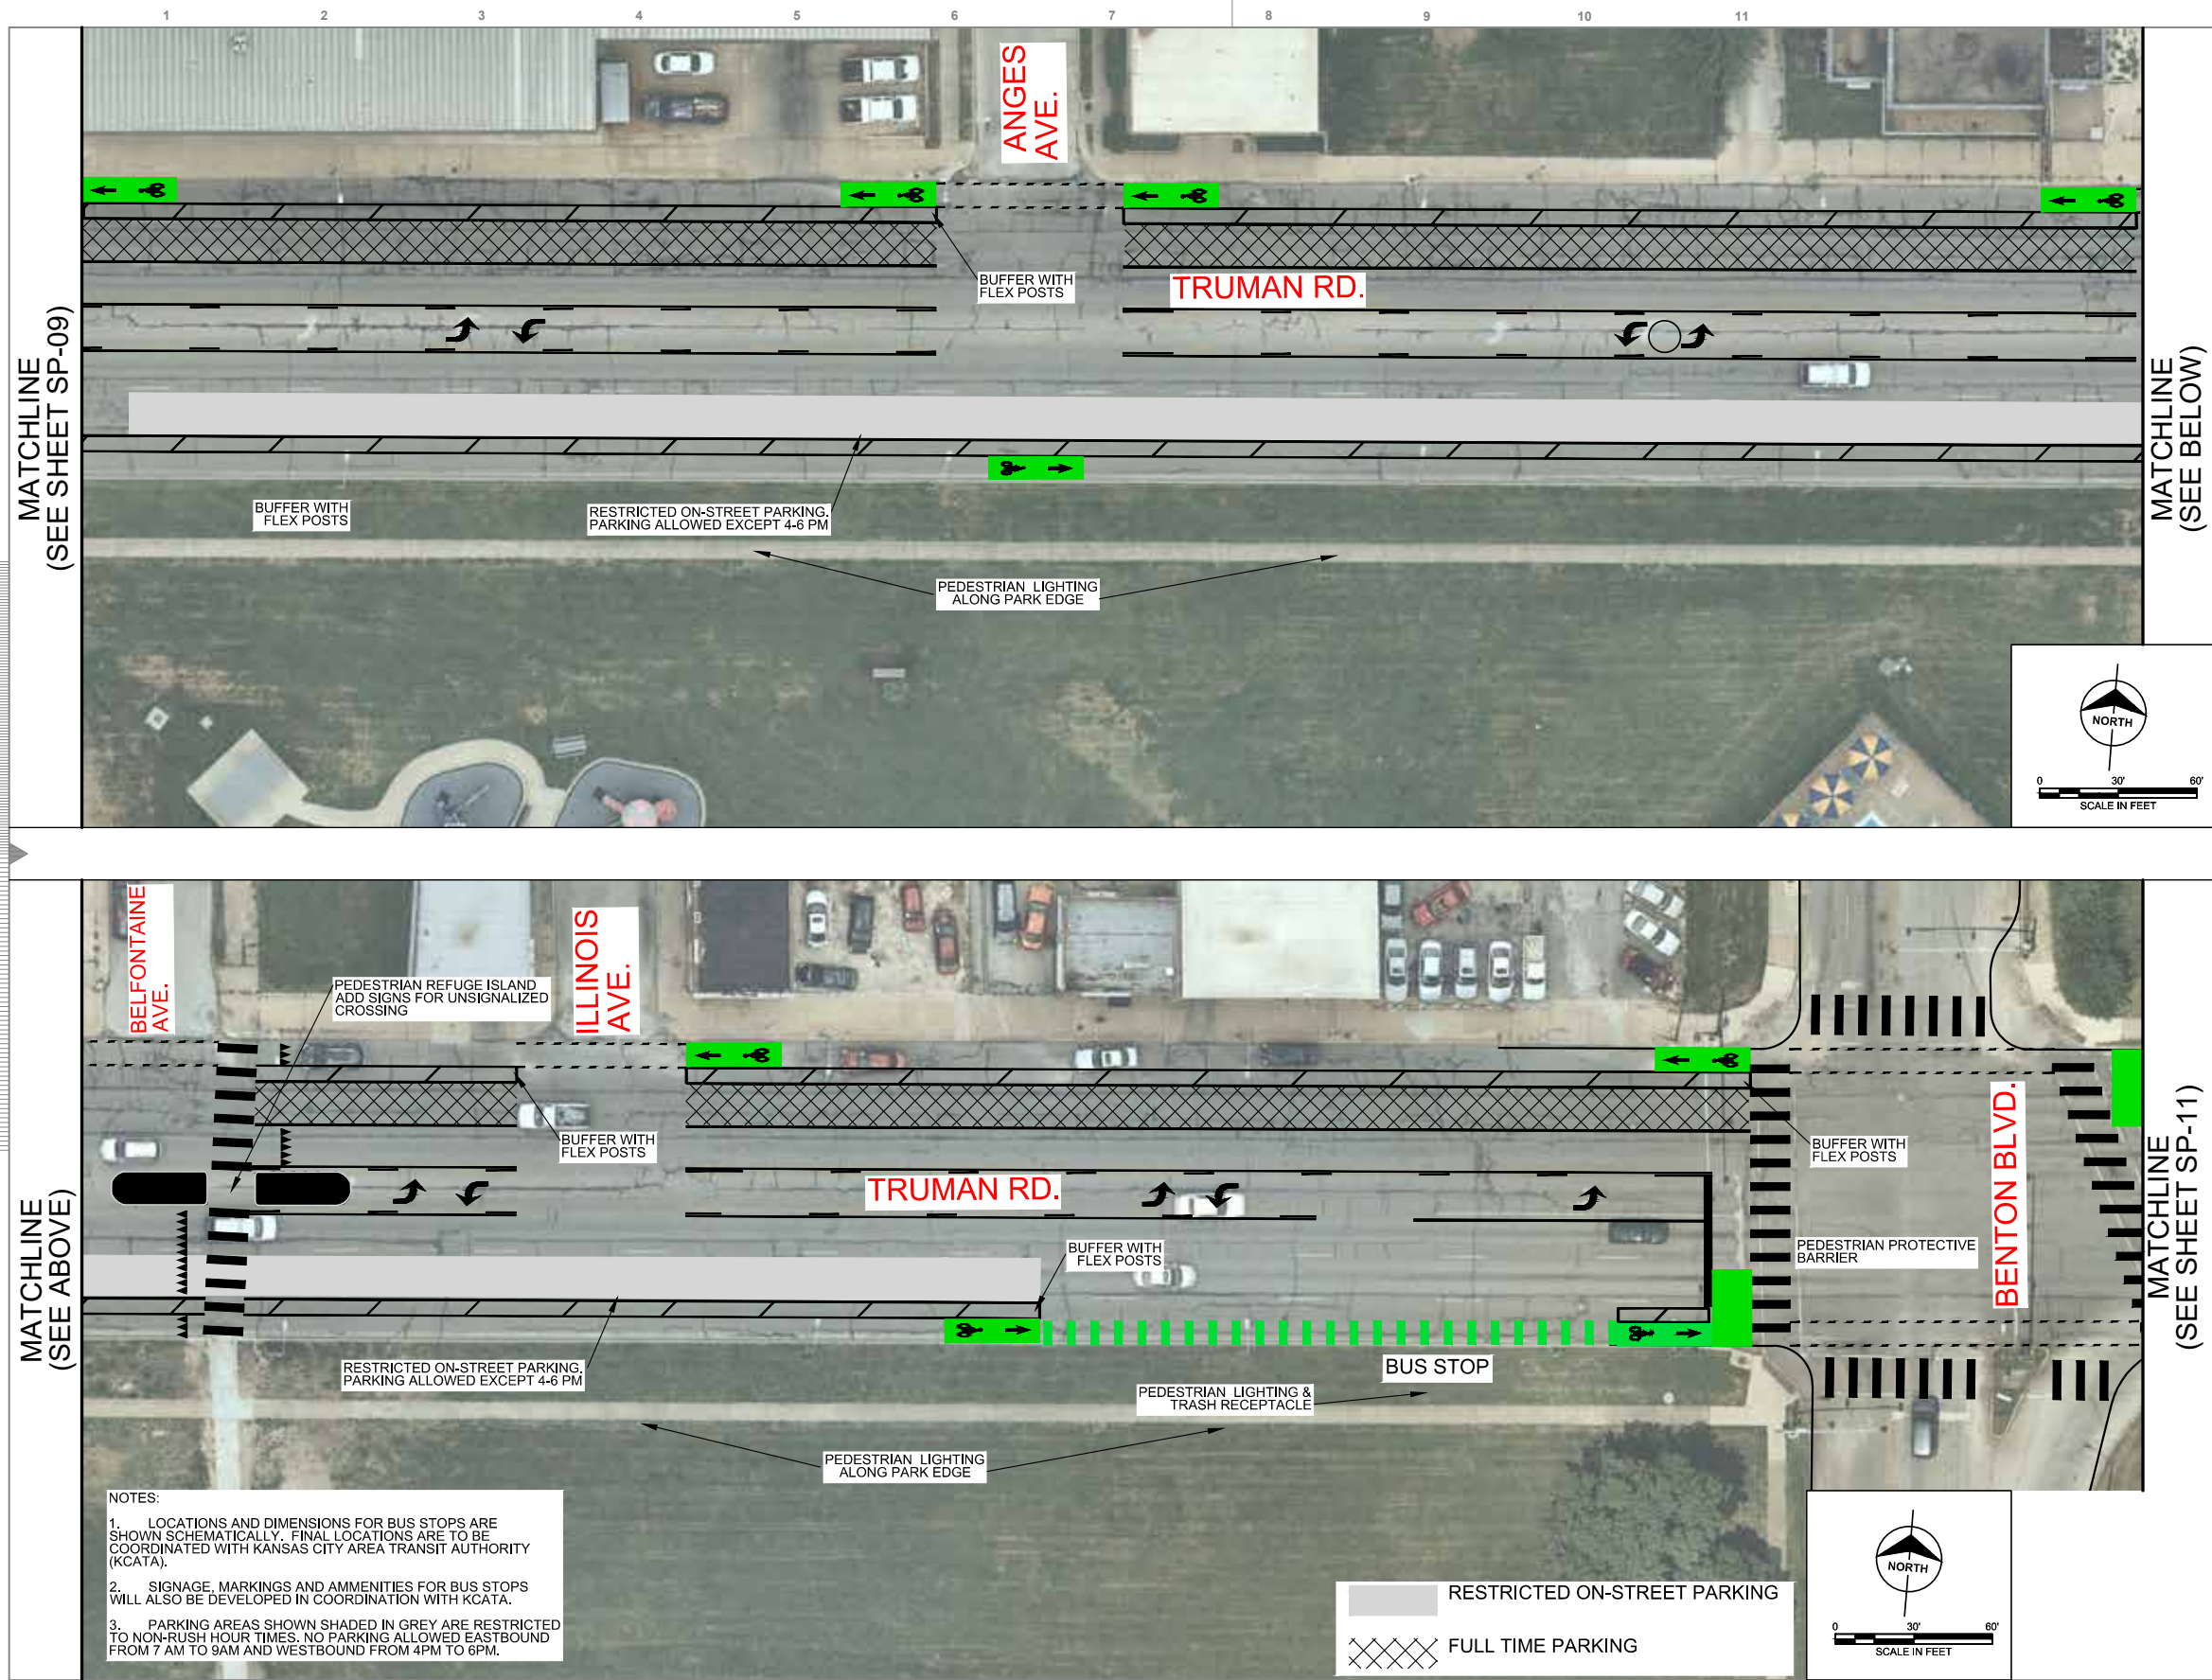 1 2 3 4 5 6 7 8 9 10 11
ANGES
AVE.
BUFFER WITH
FLEX POSTS
TRUMAN RD.
MATCHLINE
(SEE SHEET SP-09)
MATCHLINE
(SEE BELOW)
BUFFER WITH
FLEX POSTS
RESTRICTED ON-STREET PARKING.
PARKING ALLOWED EXCEPT 4-6 PM
PEDESTRIAN LIGHTING
ALONG PARK EDGE
NORTH
0 30' 60'
SCALE IN FEET
BELFONTAINE
AVE.
PEDESTRIAN REFUGE ISLAND
ADD SIGNS FOR UNSIGNALIZED
CROSSING
ILLINOIS
AVE.
BUFFER WITH
FLEX POSTS
TRUMAN RD.
BUFFER WITH
FLEX POSTS
BUFFER WITH
FLEX POSTS
PEDESTRIAN PROTECTIVE
BARRIER
BENTON BLVD.
MATCHLINE
(SEE ABOVE)
MATCHLINE
(SEE SHEET SP-11)
RESTRICTED ON-STREET PARKING.
PARKING ALLOWED EXCEPT 4-6 PM
BUS STOP
PEDESTRIAN LIGHTING &
TRASH RECEPTACLE
PEDESTRIAN LIGHTING
ALONG PARK EDGE
NOTES:
1. LOCATIONS AND DIMENSIONS FOR BUS STOPS ARE
SHOWN SCHEMATICALLY. FINAL LOCATIONS ARE TO BE
COORDINATED WITH KANSAS CITY AREA TRANSIT AUTHORITY
(KCATA).
2. SIGNAGE, MARKINGS AND AMMENITIES FOR BUS STOPS
WILL ALSO BE DEVELOPED IN COORDINATION WITH KCATA.
3. PARKING AREAS SHOWN SHADED IN GREY ARE RESTRICTED
TO NON-RUSH HOUR TIMES. NO PARKING ALLOWED EASTBOUND
FROM 7 AM TO 9AM AND WESTBOUND FROM 4PM TO 6PM.
RESTRICTED ON-STREET PARKING
FULL TIME PARKING
NORTH
0 30' 60'
SCALE IN FEET